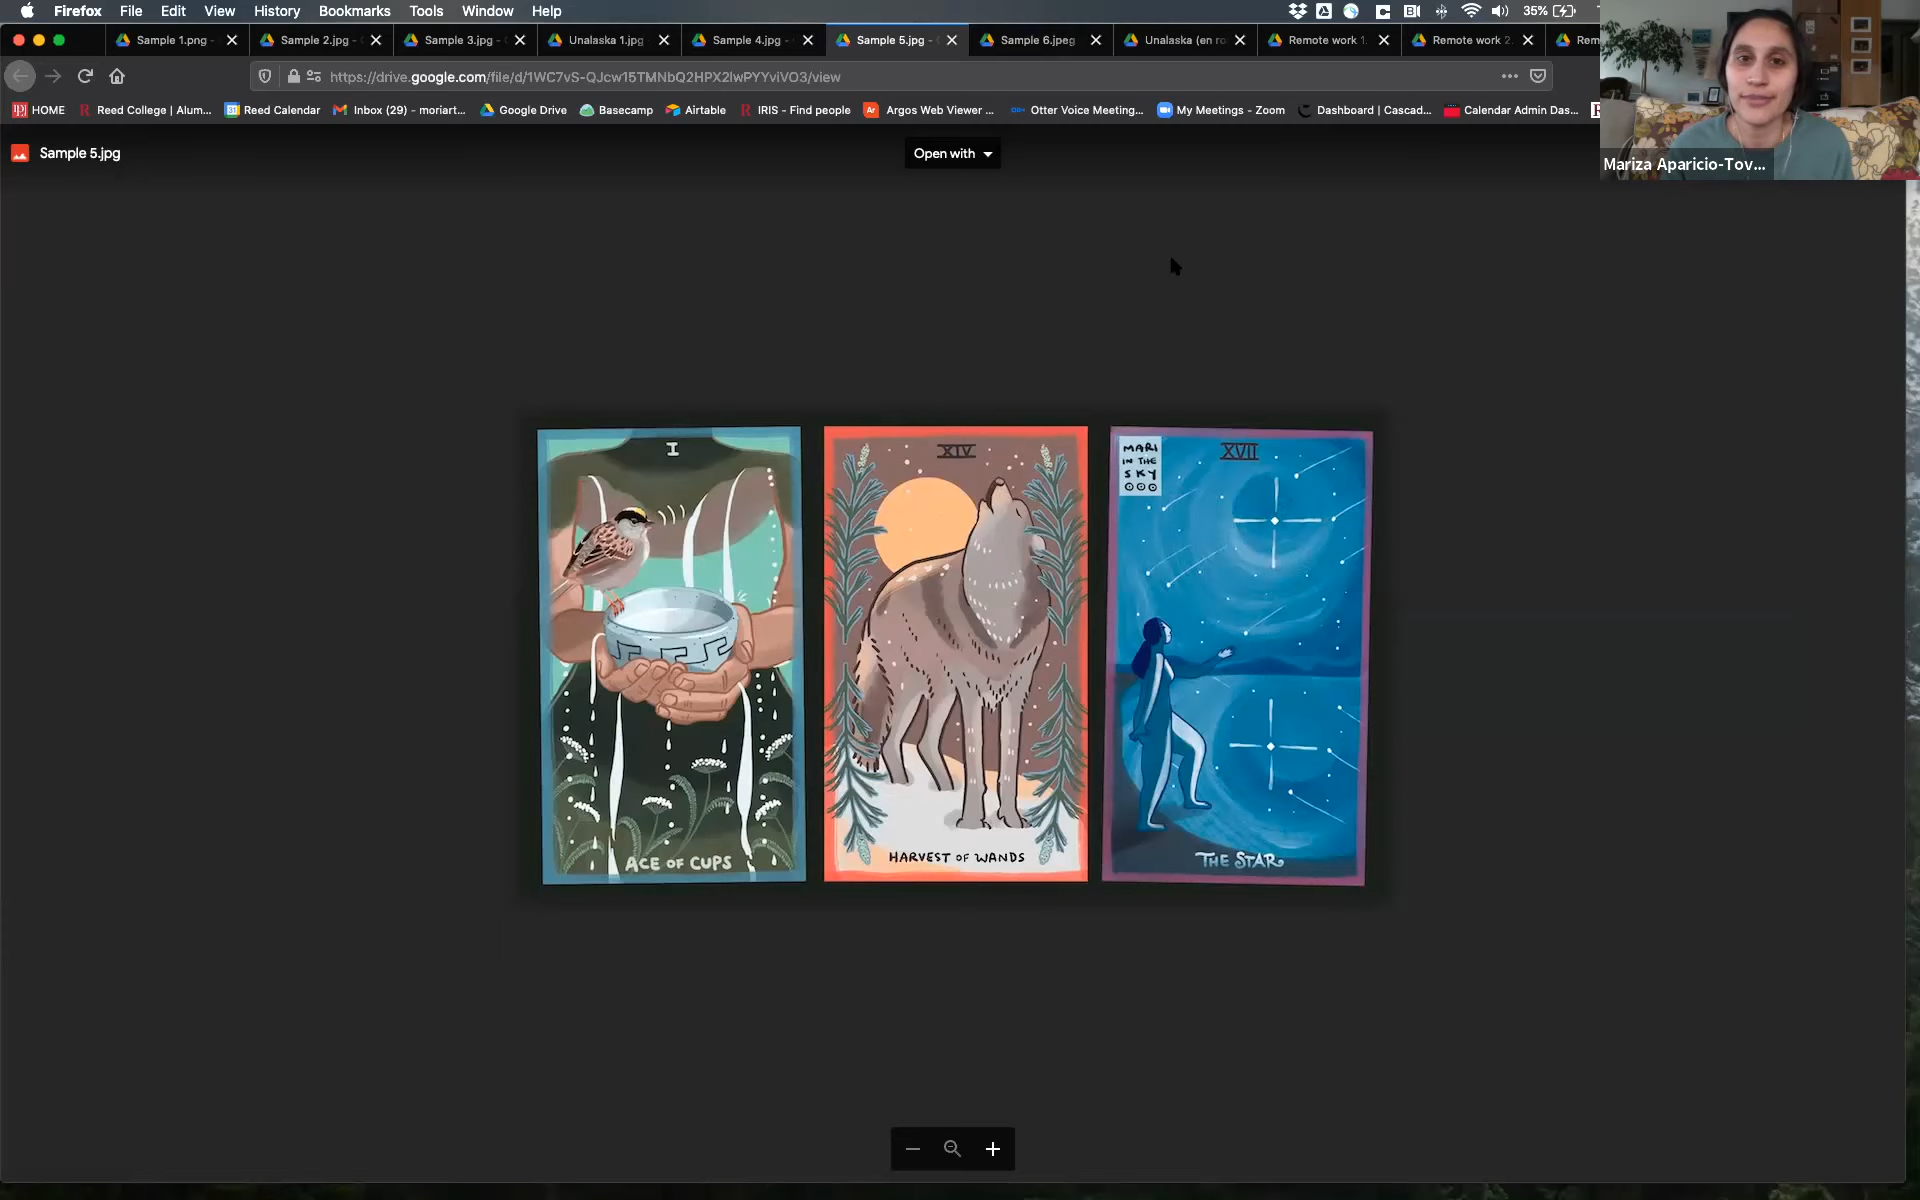 Firefox File Edit View History Bookmarks Tools Window Help 35%
Sample 1.png - Sample 2.jpg - Sample 3.jpg - Unalaska 1.jpg Sample 4.jpg - Sample 5.jpg - Sample 6.jpeg Unalaska (en ro Remote work 1. Remote work 2. Rem
https://drive.google.com/file/d/1WC7vS-QJcw15TMNbQ2HPX2lwPYYviVO3/view
HOME Reed College | Alum... Reed Calendar Inbox (29) - moriart... Google Drive Basecamp Airtable IRIS - Find people Argos Web Viewer ... Otter Voice Meeting... My Meetings - Zoom Dashboard | Cascad... Calendar Admin Das...
Sample 5.jpg
Open with
Mariza Aparicio-Tov...
I
ACE OF CUPS
XIV
HARVEST OF WANDS
MARI
IN THE
SKY
XVII
THE STAR